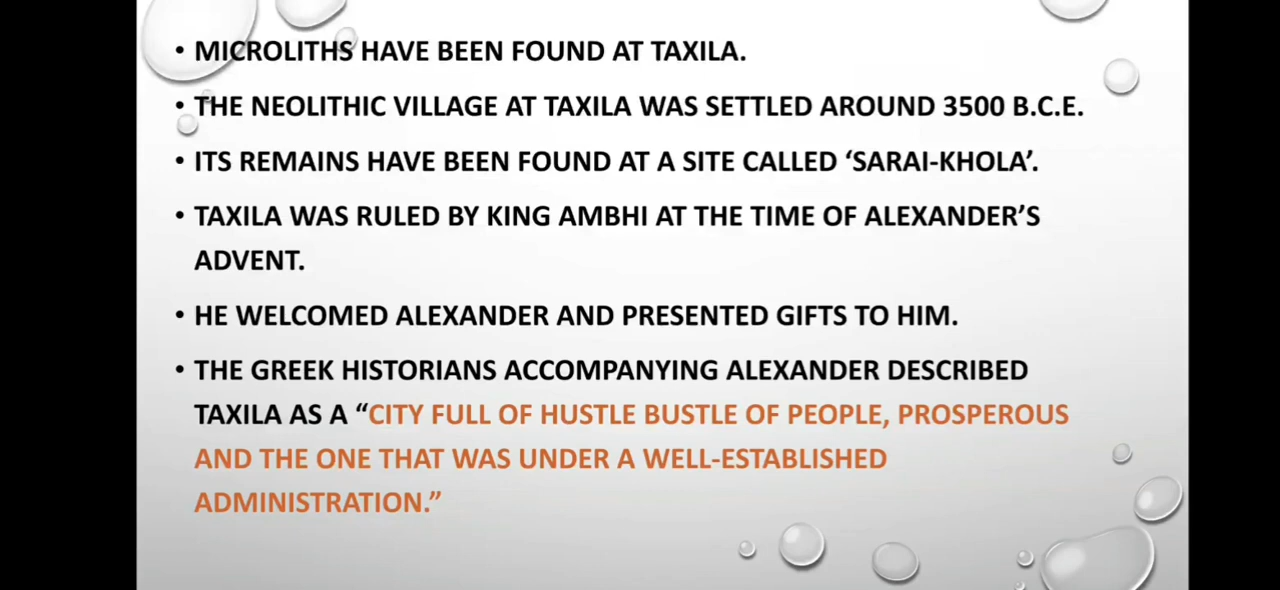 • MICROLITHS HAVE BEEN FOUND AT TAXILA.
• THE NEOLITHIC VILLAGE AT TAXILA WAS SETTLED AROUND 3500 B.C.E.
• ITS REMAINS HAVE BEEN FOUND AT A SITE CALLED ‘SARAI-KHOLA’.
• TAXILA WAS RULED BY KING AMBHI AT THE TIME OF ALEXANDER’S
ADVENT.
• HE WELCOMED ALEXANDER AND PRESENTED GIFTS TO HIM.
• THE GREEK HISTORIANS ACCOMPANYING ALEXANDER DESCRIBED
TAXILA AS A “CITY FULL OF HUSTLE BUSTLE OF PEOPLE, PROSPEROUS
AND THE ONE THAT WAS UNDER A WELL-ESTABLISHED
ADMINISTRATION.”